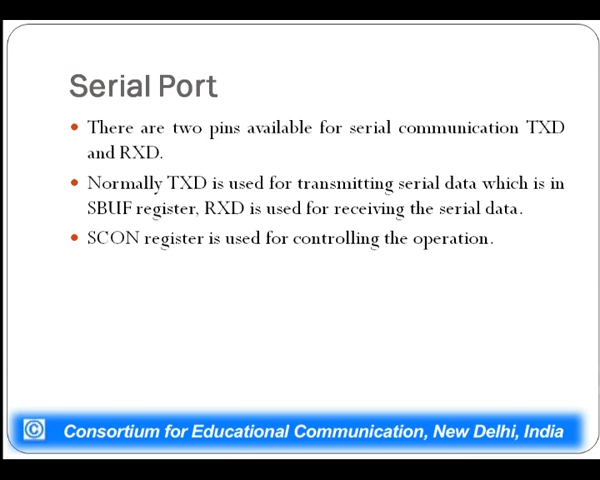 Serial Port
• There are two pins available for serial communication TXD
and RXD.
• Normally TXD is used for transmitting serial data which is in
SBUF register, RXD is used for receiving the serial data.
• SCON register is used for controlling the operation.
© Consortium for Educational Communication, New Delhi, India